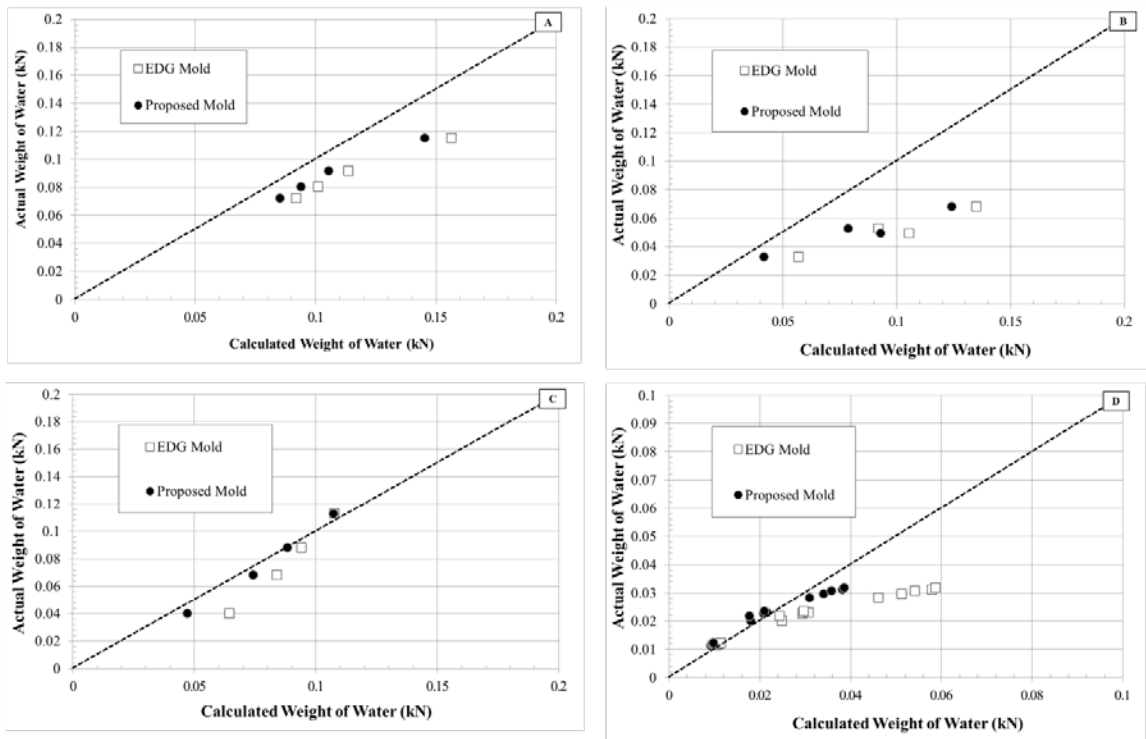 A
EDG Mold
Proposed Mold
Actual Weight of Water (kN)
0.2
0.18
0.16
0.14
0.12
0.1
0.08
0.06
0.04
0.02
0
0 0.05 0.1 0.15 0.2
Calculated Weight of Water (kN)
B
EDG Mold
Proposed Mold
Actual Weight of Water (kN)
0.2
0.18
0.16
0.14
0.12
0.1
0.08
0.06
0.04
0.02
0
0 0.05 0.1 0.15 0.2
Calculated Weight of Water (kN)
C
EDG Mold
Proposed Mold
Actual Weight of Water (kN)
0.2
0.18
0.16
0.14
0.12
0.1
0.08
0.06
0.04
0.02
0
0 0.05 0.1 0.15 0.2
Calculated Weight of Water (kN)
D
EDG Mold
Proposed Mold
Actual Weight of Water (kN)
0.1
0.09
0.08
0.07
0.06
0.05
0.04
0.03
0.02
0.01
0
0 0.02 0.04 0.06 0.08 0.1
Calculated Weight of Water (kN)